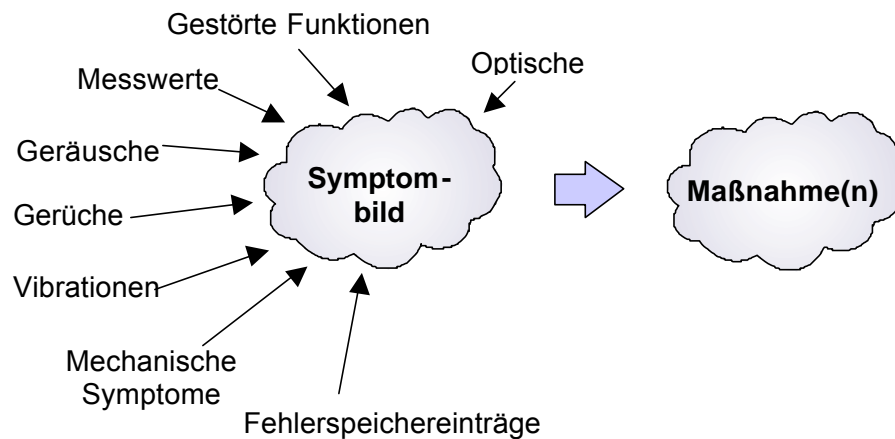 Gestörte Funktionen
Optische
Messwerte
Geräusche
Symptom-
bild
Maßnahme(n)
Gerüche
Vibrationen
Mechanische
Symptome
Fehlerspeichereinträge